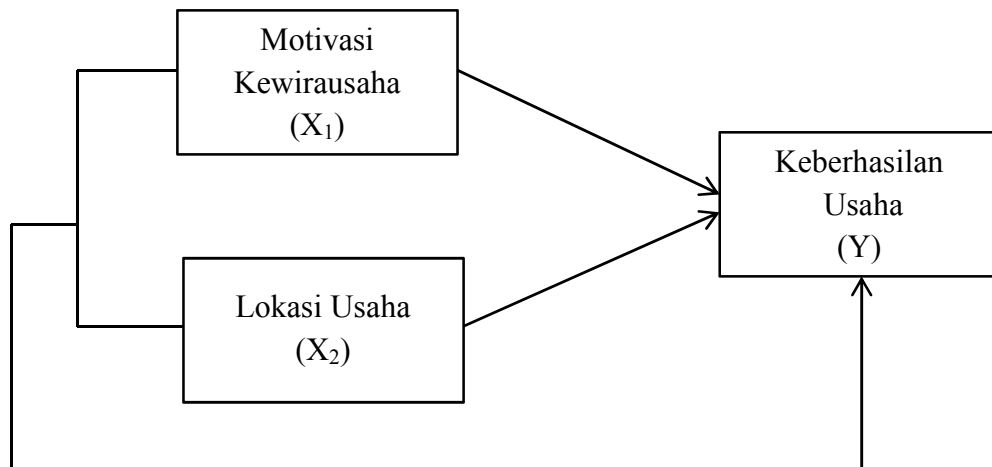 Motivasi
Kewirausaha
(X₁)
Keberhasilan
Usaha
(Y)
Lokasi Usaha
(X₂)